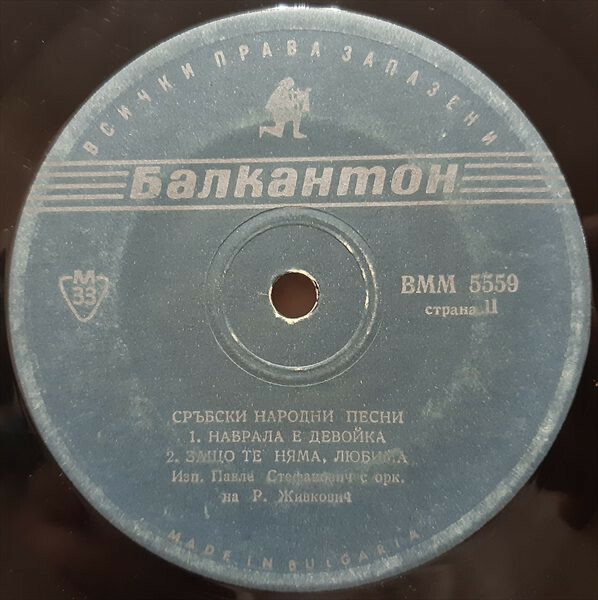 ВСИЧКИ ПРАВА ЗАПАЗЕНИ
Балкантон
М
33
ВММ 5559
страна II
СРЪБСКИ НАРОДНИ ПЕСНИ
1. НАБРАЛА Е ДЕВОЙКА
2. ЗАЩО ТЕ НЯМА, ЛЮБИМА
Изп. Павле Стефанович с орк.
на Р. Живкович
MADE IN BULGARIA